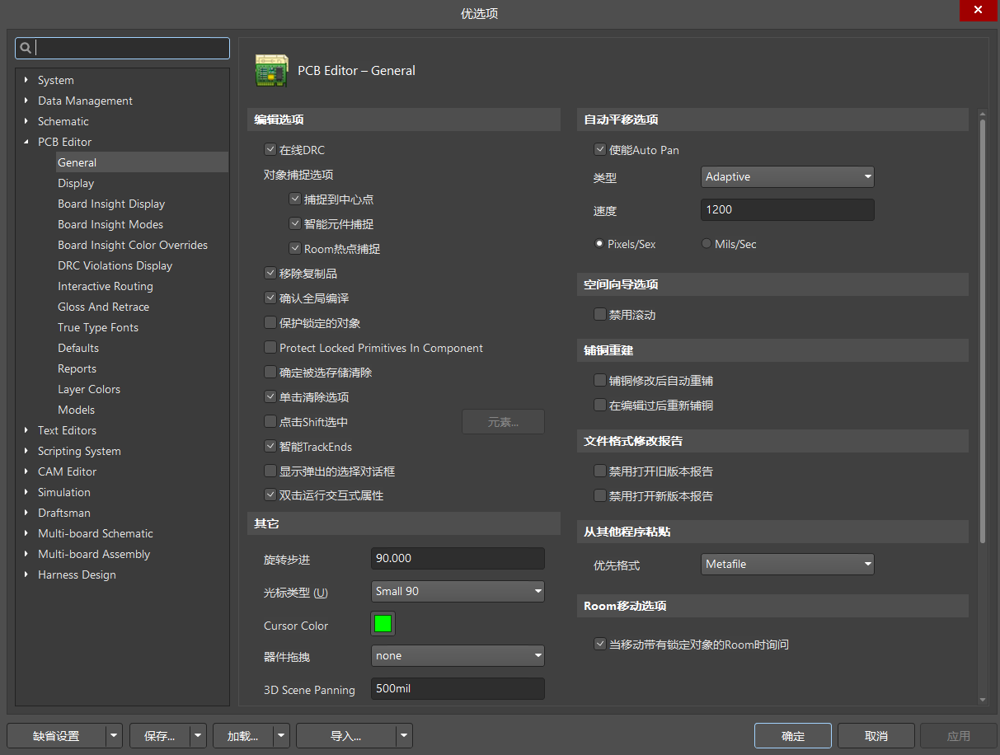 优选项
System
Data Management
Schematic
PCB Editor
General
Display
Board Insight Display
Board Insight Modes
Board Insight Color Overrides
DRC Violations Display
Interactive Routing
Gloss And Retrace
True Type Fonts
Defaults
Reports
Layer Colors
Models
Text Editors
Scripting System
CAM Editor
Simulation
Draftsman
Multi-board Schematic
Multi-board Assembly
Harness Design
PCB Editor – General
编辑选项
在线DRC
对象捕捉选项
捕捉到中心点
智能元件捕捉
Room热点捕捉
移除复制品
确认全局编译
保护锁定的对象
Protect Locked Primitives In Component
确定被选存储清除
单击清除选项
点击Shift选中 元素...
智能TrackEnds
显示弹出的选择对话框
双击运行交互式属性
其它
旋转步进 90.000
光标类型 (U) Small 90
Cursor Color
器件拖拽 none
3D Scene Panning 500mil
自动平移选项
使能Auto Pan
类型 Adaptive
速度 1200
Pixels/Sex Mils/Sec
空间向导选项
禁用滚动
铺铜重建
铺铜修改后自动重铺
在编辑过后重新铺铜
文件格式修改报告
禁用打开旧版本报告
禁用打开新版本报告
从其他程序粘贴
优先格式 Metafile
Room移动选项
当移动带有锁定对象的Room时询问
缺省设置 保存... 加载... 导入... 确定 取消 应用